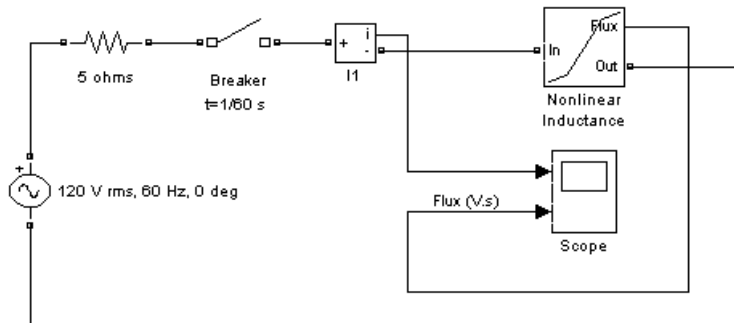 5 ohms
Breaker
t=1/60 s
+
i
-
I1
In
Flux
Out
Nonlinear
Inductance
+
120 V rms, 60 Hz, 0 deg
Flux (V.s)
Scope